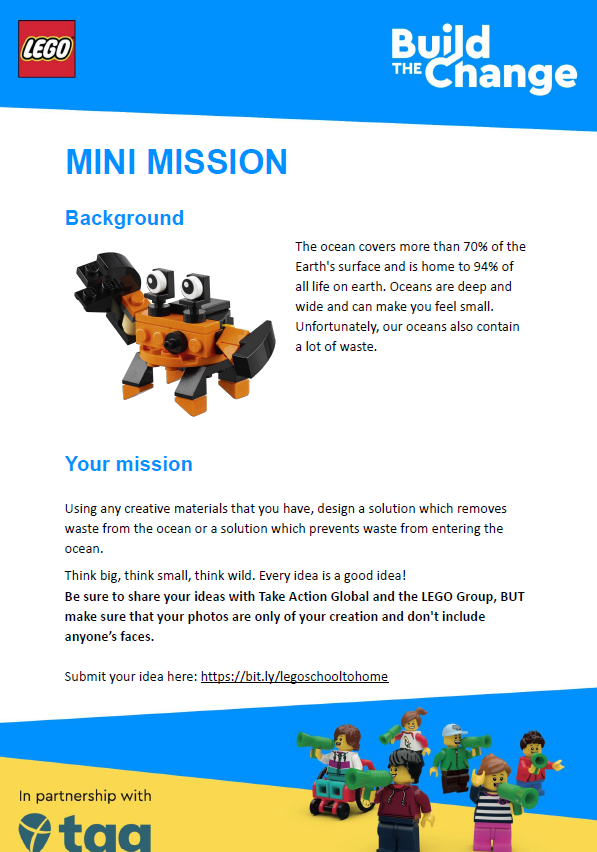 LEGO
Build
THE Change
MINI MISSION
Background
The ocean covers more than 70% of the
Earth's surface and is home to 94% of
all life on earth. Oceans are deep and
wide and can make you feel small.
Unfortunately, our oceans also contain
a lot of waste.
Your mission
Using any creative materials that you have, design a solution which removes
waste from the ocean or a solution which prevents waste from entering the
ocean.
Think big, think small, think wild. Every idea is a good idea!
Be sure to share your ideas with Take Action Global and the LEGO Group, BUT
make sure that your photos are only of your creation and don't include
anyone’s faces.
Submit your idea here: https://bit.ly/legoschooltohome
In partnership with
tag